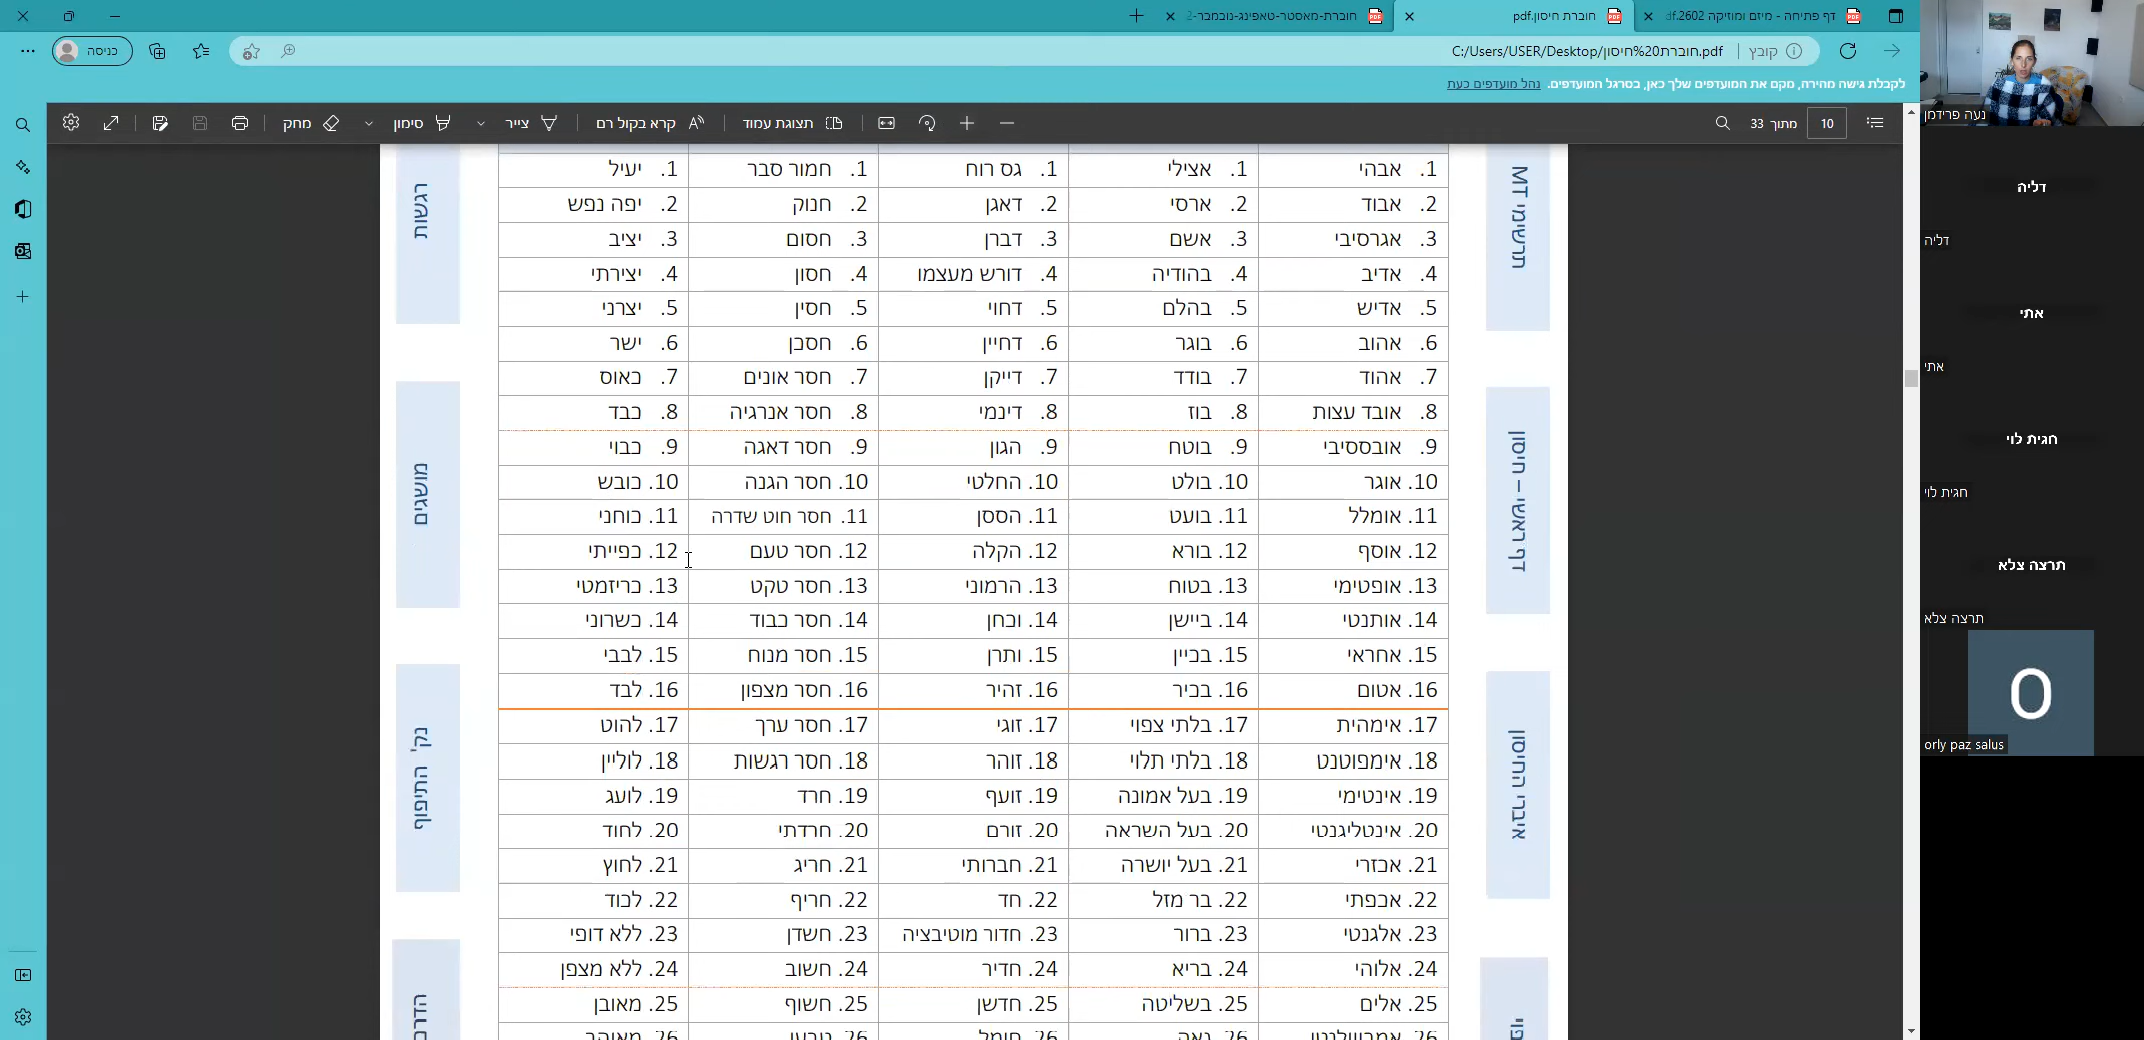 דף פתיחה - מיזם ומוזיקה 2602.df
חוברת חיסון.pdf
חוברת-מאסטר-טאפינג-נובמבר-2
C:/Users/USER/Desktop/חוברת%20חיסון.pdf
קובץ
כניסה
לקבלת גישה מהירה, מקם את המועדפים שלך כאן, בסרגל המועדפים. נהל מועדפים כעת
10 מתוך 33
תצוגת עמוד
קרא בקול רם
צייר
סימון
מחק
תרשימי MT
דף ראשי – חיסון
איברי החיסון
רגשות
מושגים
נק' התיפוף
1. אבהי 1. אצילי 1. גס רוח 1. חמור סבר 1. יעיל
2. אבוד 2. ארסי 2. דאגן 2. חנוק 2. יפה נפש
3. אגרסיבי 3. אשם 3. דברן 3. חסום 3. יציב
4. אדיב 4. בהודיה 4. דורש מעצמו 4. חסון 4. יצירתי
5. אדיש 5. בהלם 5. דחוי 5. חסין 5. יצרני
6. אהוב 6. בוגר 6. דחיין 6. חסכן 6. ישר
7. אהוד 7. בודד 7. דייקן 7. חסר אונים 7. כאוס
8. אובד עצות 8. בוז 8. דינמי 8. חסר אנרגיה 8. כבד
9. אובססיבי 9. בוטח 9. הגון 9. חסר דאגה 9. כבוי
10. אוגר 10. בולט 10. החלטי 10. חסר הגנה 10. כובש
11. אומלל 11. בועט 11. הססן 11. חסר חוט שדרה 11. כוחני
12. אוסף 12. בורא 12. הקלה 12. חסר טעם 12. כפייתי
13. אופטימי 13. בטוח 13. הרמוני 13. חסר טקט 13. כריזמטי
14. אותנטי 14. ביישן 14. וכחן 14. חסר כבוד 14. כשרוני
15. אחראי 15. בכיין 15. ותרן 15. חסר מנוח 15. לבבי
16. אטום 16. בכיר 16. זהיר 16. חסר מצפון 16. לבד
17. אימהית 17. בלתי צפוי 17. זוגי 17. חסר ערך 17. להוט
18. אימפוטנט 18. בלתי תלוי 18. זוהר 18. חסר רגשות 18. לוליין
19. אינטימי 19. בעל אמונה 19. זועף 19. חרד 19. לועג
20. אינטליגנטי 20. בעל השראה 20. זורם 20. חרדתי 20. לחוד
21. אכזרי 21. בעל יושרה 21. חברותי 21. חריג 21. לחוץ
22. אכפתי 22. בר מזל 22. חד 22. חריף 22. לכוד
23. אלגנטי 23. ברור 23. חדור מוטיבציה 23. חשדן 23. ללא דופי
24. אלוהי 24. בריא 24. חדיר 24. חשוב 24. ללא מצפן
25. אלים 25. בשליטה 25. חדשן 25. חשוף 25. מאובן
נעה פרידמן
דליה
דליה
אתי
אתי
חגית לוי
חגית לוי
תרצה צלא
תרצה צלא
O
orly paz salus